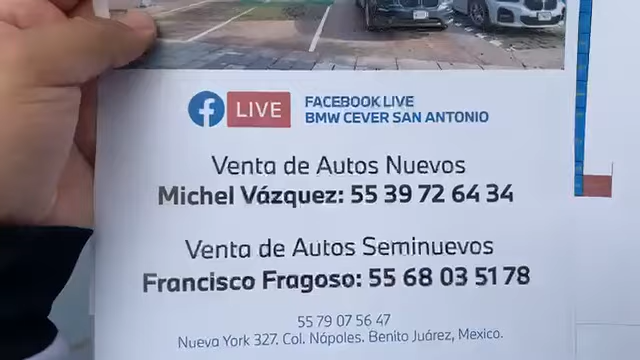 LIVE
FACEBOOK LIVE
BMW CEVER SAN ANTONIO
Venta de Autos Nuevos
Michel Vázquez: 55 39 72 64 34
Venta de Autos Seminuevos
Francisco Fragoso: 55 68 03 51 78
55 79 07 56 47
Nueva York 327. Col. Nápoles. Benito Juárez, Mexico.